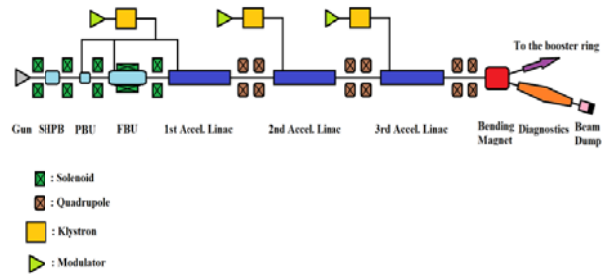 To the booster ring
Gun SHPB PBU FBU 1st Accel. Linac 2nd Accel. Linac 3rd Accel. Linac Bending Magnet Diagnostics Beam Dump
: Solenoid
: Quadrupole
: Klystron
: Modulator